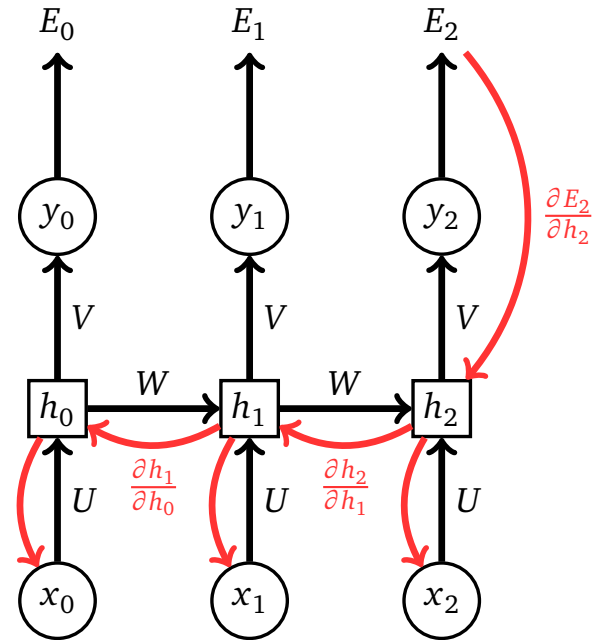 E₀ E₁ E₂
y₀ y₁ y₂
∂E₂/∂h₂
V V V
W W
h₀ h₁ h₂
∂h₁/∂h₀ ∂h₂/∂h₁
U U U
x₀ x₁ x₂